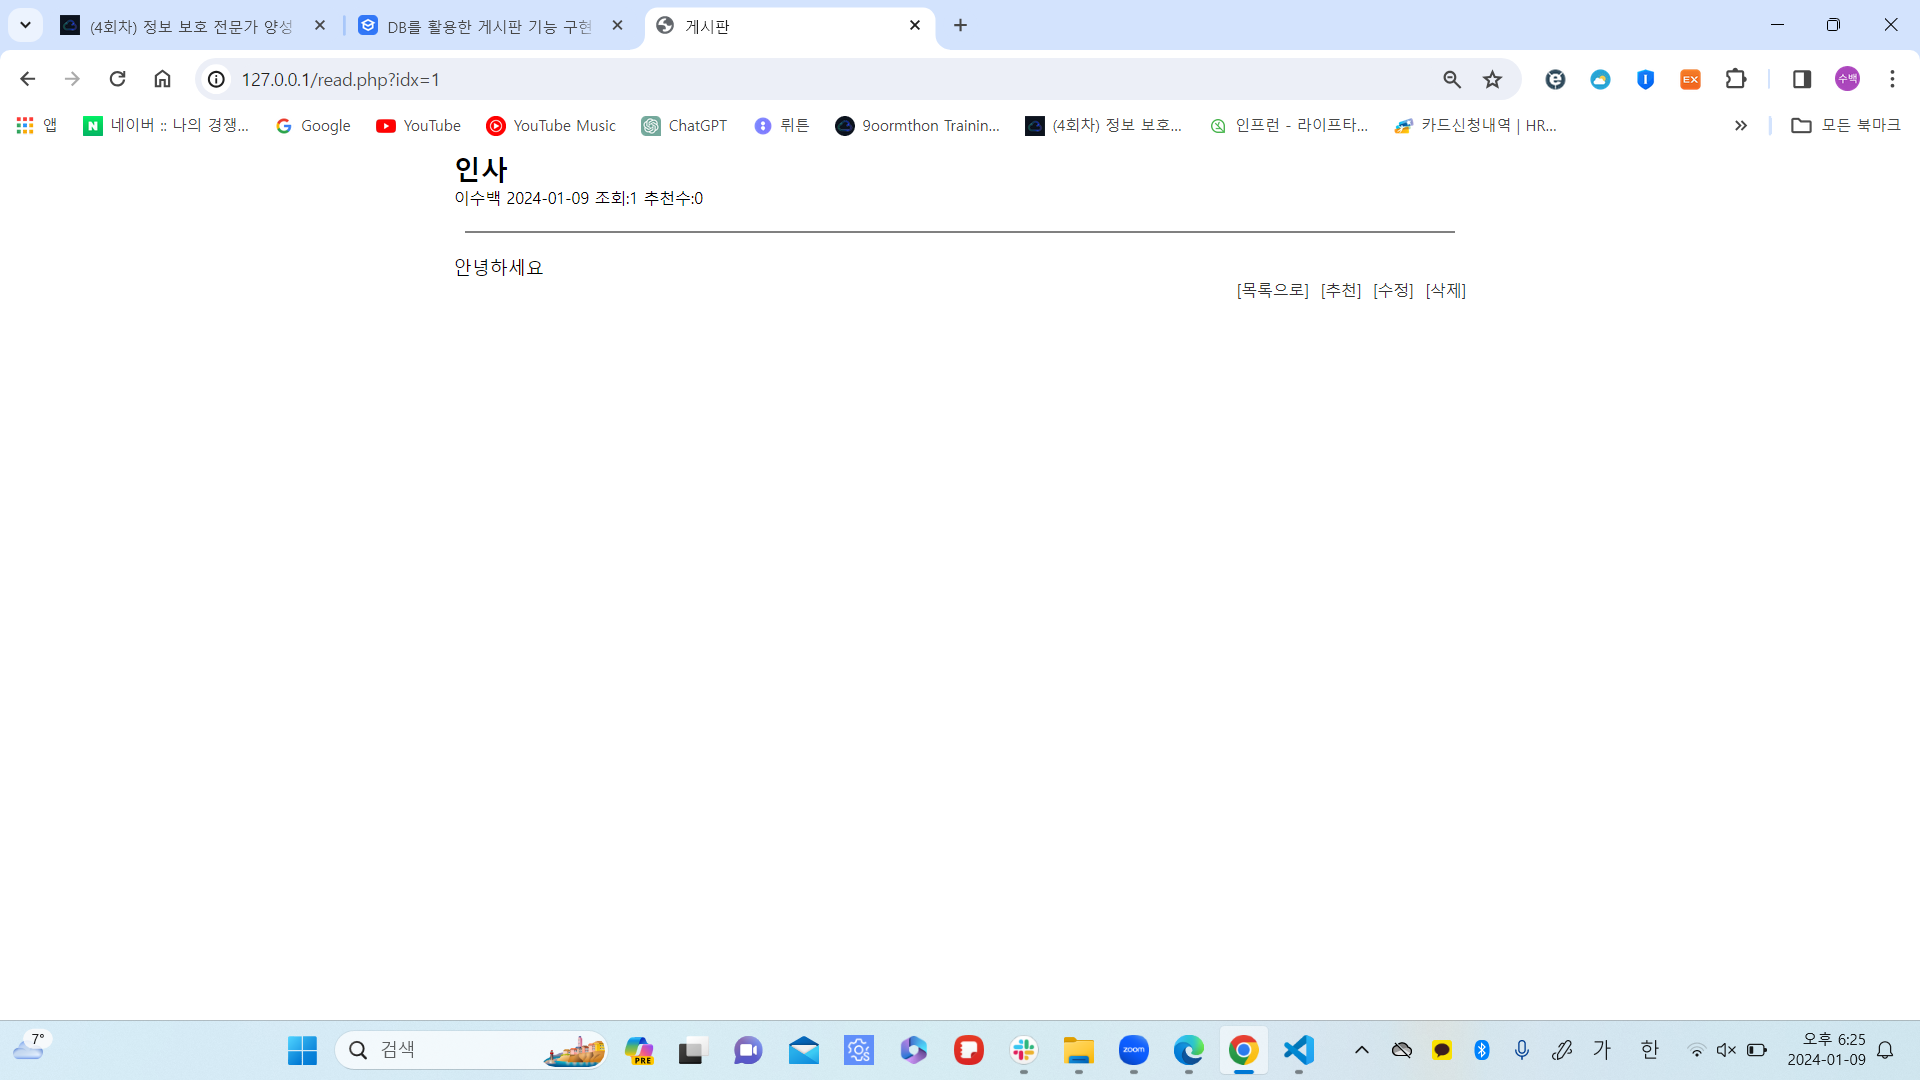 (4회차) 정보 보호 전문가 양성
DB를 활용한 게시판 기능 구현
게시판
127.0.0.1/read.php?idx=1
EX
수백
앱
네이버 :: 나의 경쟁...
Google
YouTube
YouTube Music
ChatGPT
뤼튼
9oormthon Trainin...
(4회차) 정보 보호...
인프런 - 라이프타...
카드신청내역 | HR...
모든 북마크
인사
이수백 2024-01-09 조회:1 추천수:0
안녕하세요
[목록으로] [추천] [수정] [삭제]
7°
검색
PRE
zoom
가
한
오후 6:25
2024-01-09